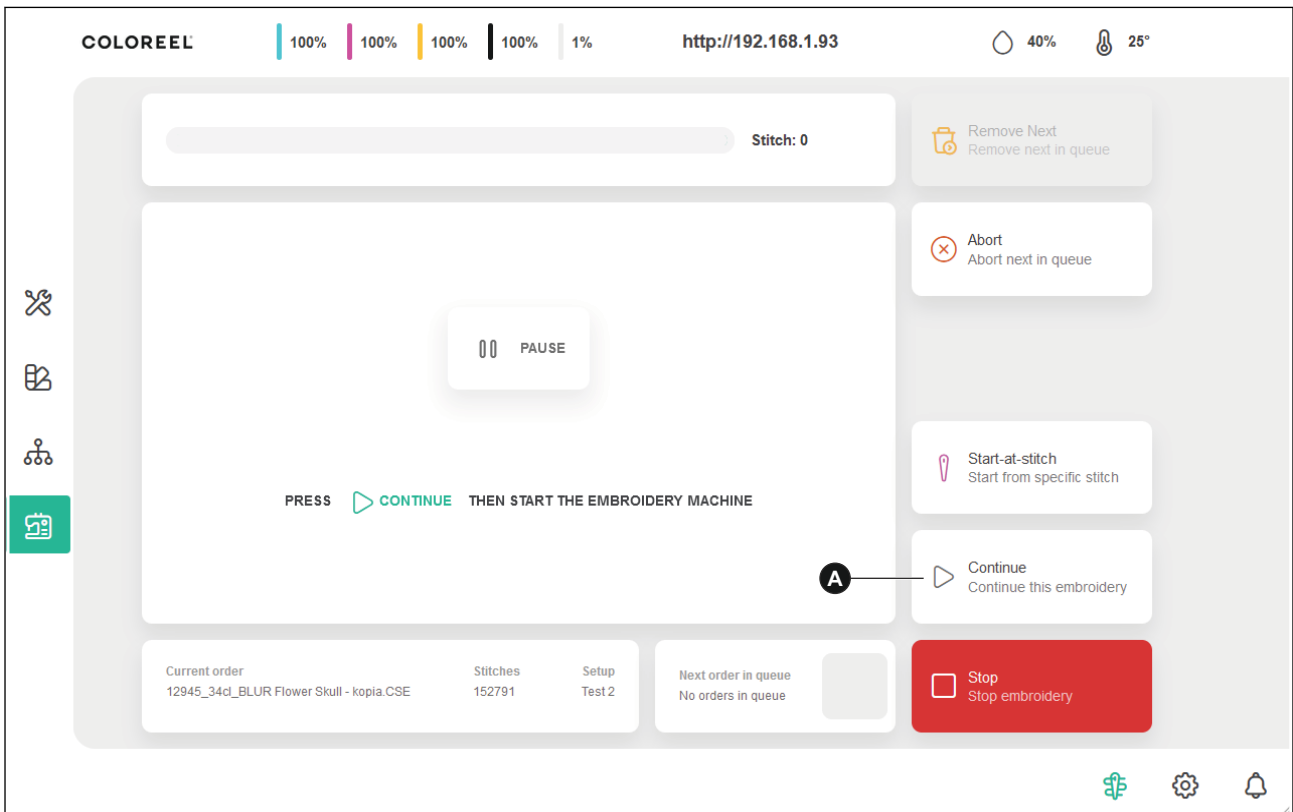 COLOREEL 100% 100% 100% 100% 1% http://192.168.1.93 40% 25°
Stitch: 0
Remove Next
Remove next in queue
Abort
Abort next in queue
PAUSE
Start-at-stitch
Start from specific stitch
PRESS CONTINUE THEN START THE EMBROIDERY MACHINE
A
Continue
Continue this embroidery
Current order Stitches Setup
12945_34cl_BLUR Flower Skull - kopia.CSE 152791 Test 2
Next order in queue
No orders in queue
Stop
Stop embroidery